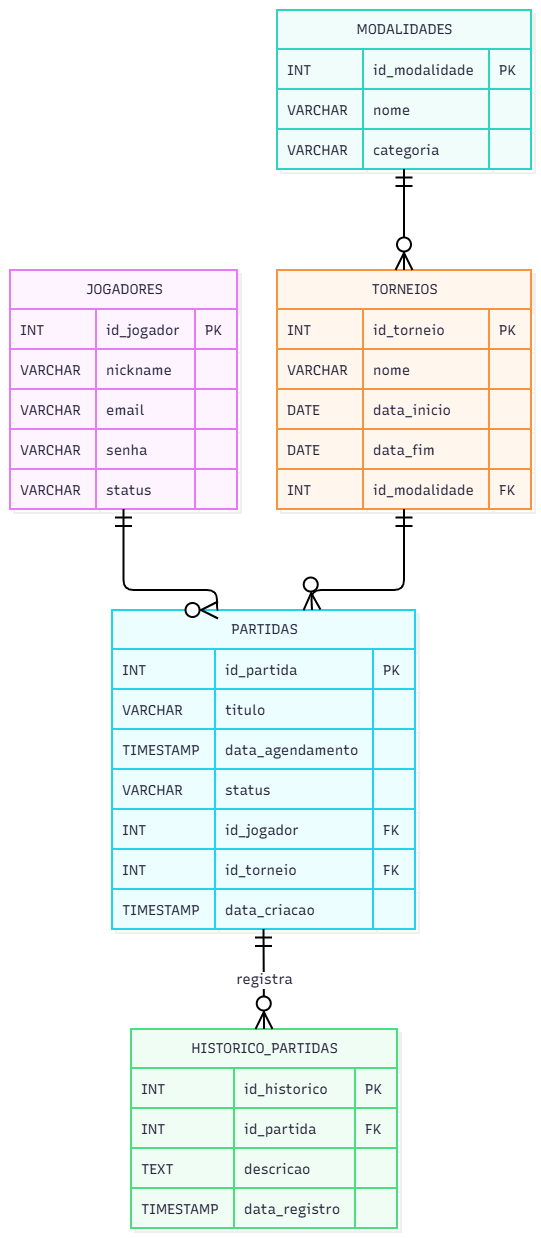 MODALIDADES
INT id_modalidade PK
VARCHAR nome
VARCHAR categoria
JOGADORES
INT id_jogador PK
VARCHAR nickname
VARCHAR email
VARCHAR senha
VARCHAR status
TORNEIOS
INT id_torneio PK
VARCHAR nome
DATE data_inicio
DATE data_fim
INT id_modalidade FK
PARTIDAS
INT id_partida PK
VARCHAR titulo
TIMESTAMP data_agendamento
VARCHAR status
INT id_jogador FK
INT id_torneio FK
TIMESTAMP data_criacao
registra
HISTORICO_PARTIDAS
INT id_historico PK
INT id_partida FK
TEXT descricao
TIMESTAMP data_registro